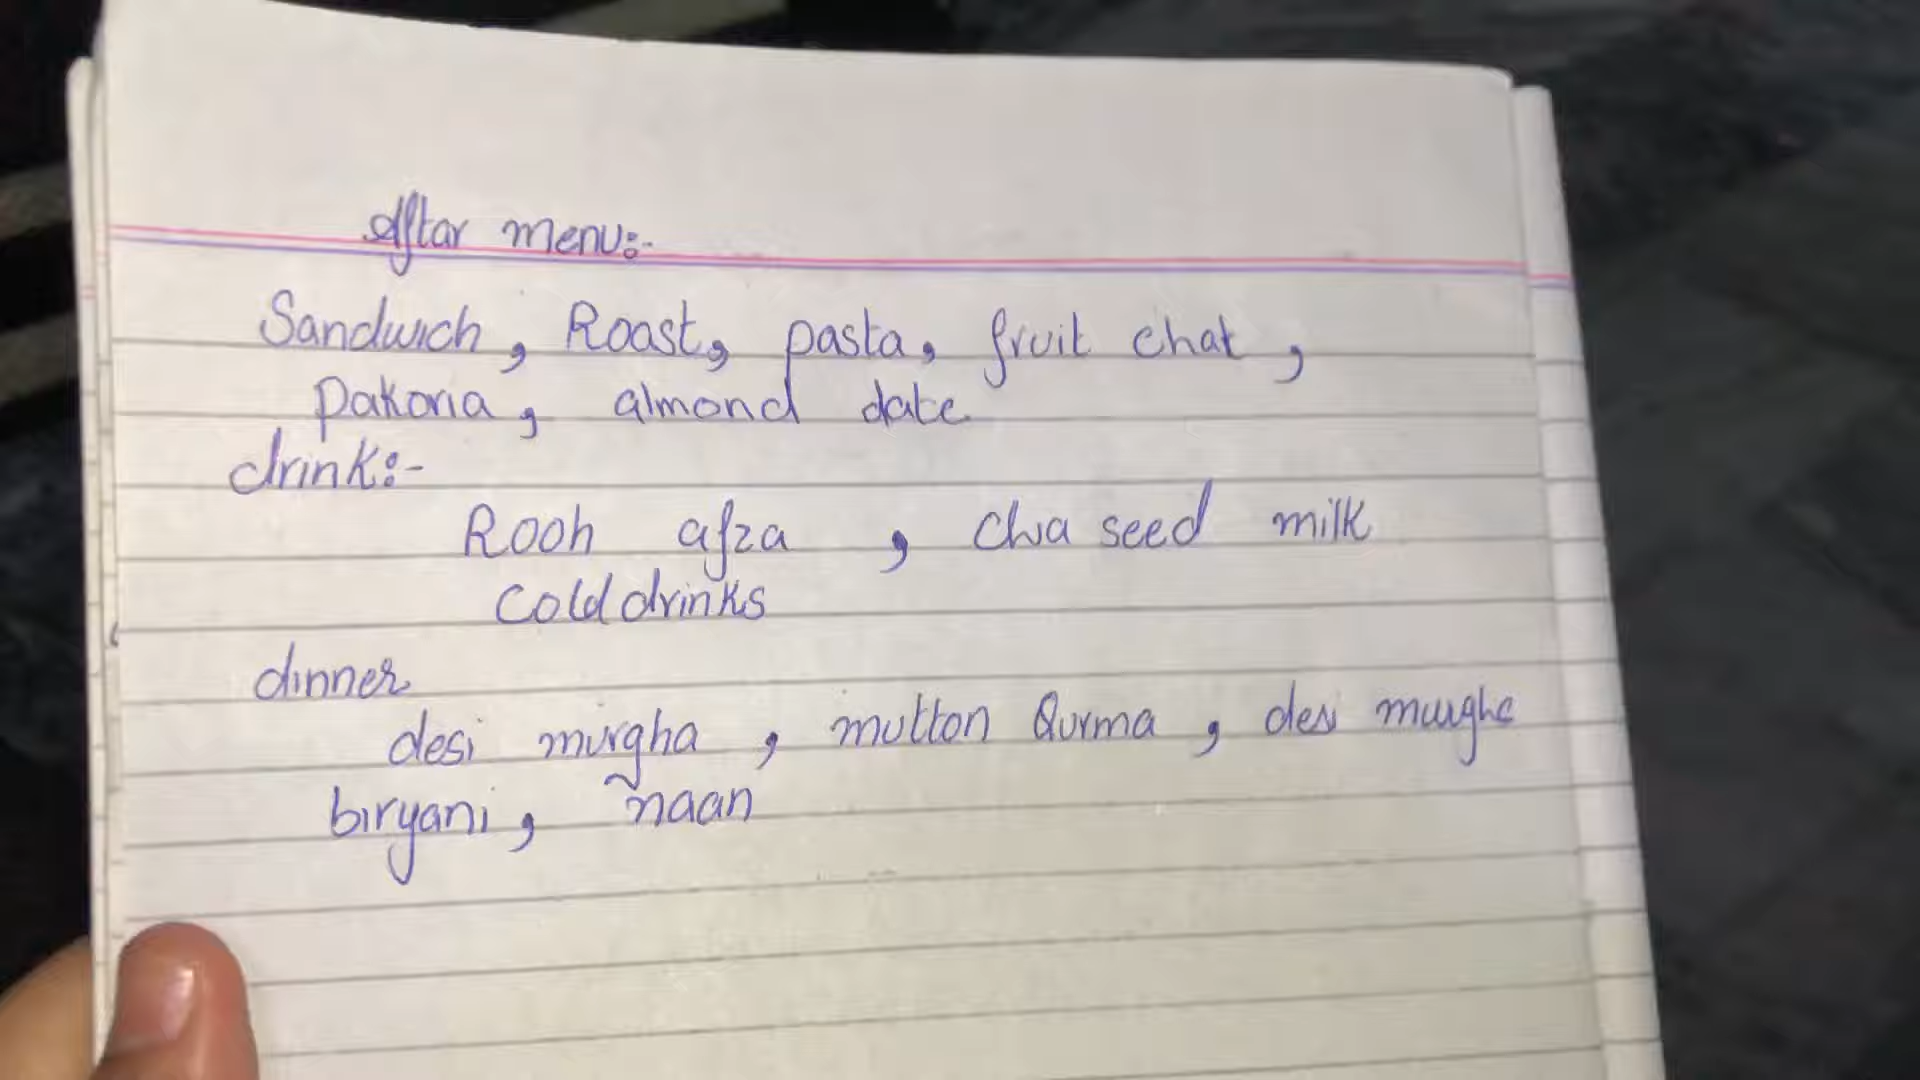 Aftar menu:-
Sandwich, Roast, pasta, fruit chat,
Pakoria, almond date
drink:-
Rooh afza, Chia seed milk
Cold drinks
dinner
desi murgha, mutton Qurma, desi murgha
biryani, naan